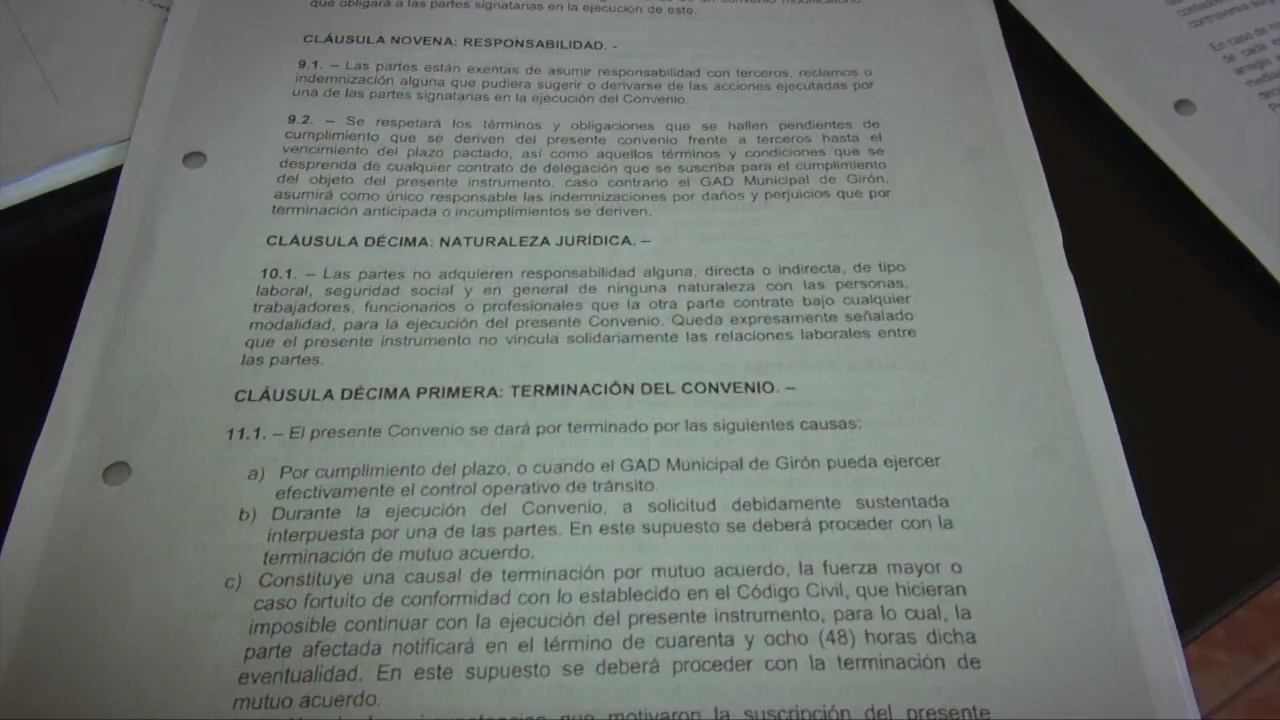 que obligará a las partes signatarias en la ejecución de este.
CLÁUSULA NOVENA: RESPONSABILIDAD. -
9.1. – Las partes están exentas de asumir responsabilidad con terceros, reclamos o
indemnización alguna que pudiera sugerir o derivarse de las acciones ejecutadas por
una de las partes signatarias en la ejecución del Convenio.
9.2. – Se respetará los términos y obligaciones que se hallen pendientes de
cumplimiento que se deriven del presente convenio frente a terceros hasta el
vencimiento del plazo pactado, así como aquellos términos y condiciones que se
desprenda de cualquier contrato de delegación que se suscriba para el cumplimiento
del objeto del presente instrumento, caso contrario el GAD Municipal de Girón,
asumirá como único responsable las indemnizaciones por daños y perjuicios que por
terminación anticipada o incumplimientos se deriven.
CLÁUSULA DÉCIMA: NATURALEZA JURÍDICA. –
10.1. – Las partes no adquieren responsabilidad alguna, directa o indirecta, de tipo
laboral, seguridad social y en general de ninguna naturaleza con las personas,
trabajadores, funcionarios o profesionales que la otra parte contrate bajo cualquier
modalidad, para la ejecución del presente Convenio. Queda expresamente señalado
que el presente instrumento no vincula solidariamente las relaciones laborales entre
las partes.
CLÁUSULA DÉCIMA PRIMERA: TERMINACIÓN DEL CONVENIO. –
11.1. – El presente Convenio se dará por terminado por las siguientes causas:
a) Por cumplimiento del plazo, o cuando el GAD Municipal de Girón pueda ejercer
efectivamente el control operativo de tránsito.
b) Durante la ejecución del Convenio, a solicitud debidamente sustentada
interpuesta por una de las partes. En este supuesto se deberá proceder con la
terminación de mutuo acuerdo.
c) Constituye una causal de terminación por mutuo acuerdo, la fuerza mayor o
caso fortuito de conformidad con lo establecido en el Código Civil, que hicieran
imposible continuar con la ejecución del presente instrumento, para lo cual, la
parte afectada notificará en el término de cuarenta y ocho (48) horas dicha
eventualidad. En este supuesto se deberá proceder con la terminación de
mutuo acuerdo.
que motivaron la suscripción del presente
En caso de
de cada